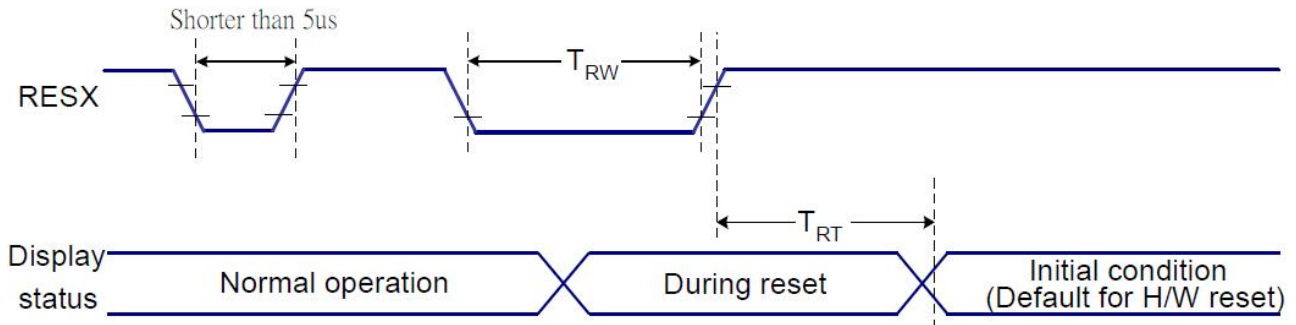 Shorter than 5us
RESX
TRW
TRT
Display
status
Normal operation
During reset
Initial condition
(Default for H/W reset)